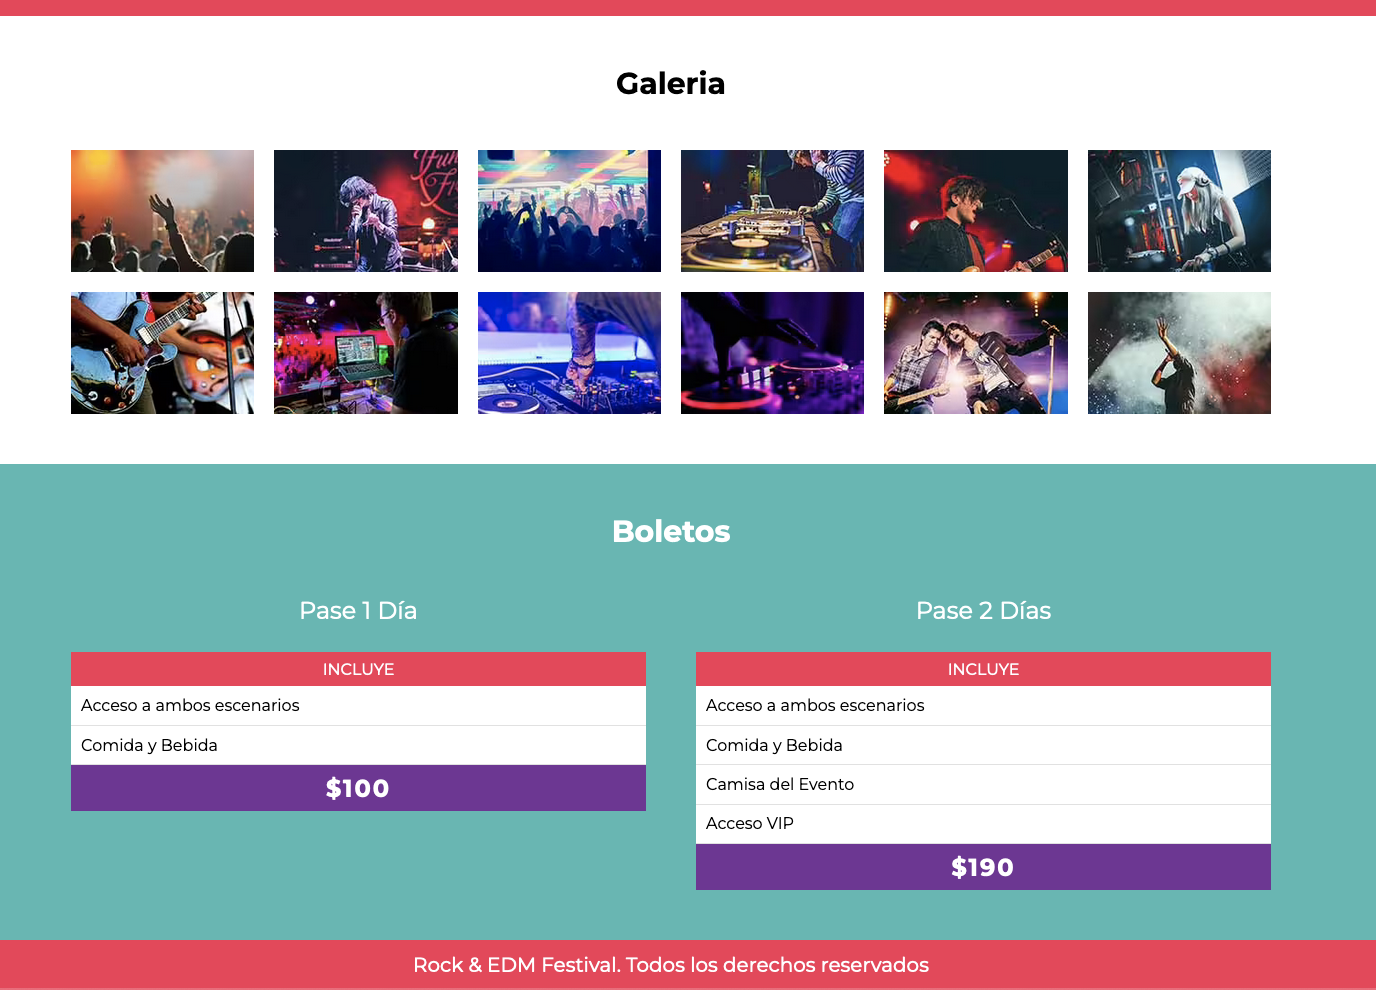 Galeria
Boletos
Pase 1 Día
INCLUYE
Acceso a ambos escenarios
Comida y Bebida
$100
Pase 2 Días
INCLUYE
Acceso a ambos escenarios
Comida y Bebida
Camisa del Evento
Acceso VIP
$190
Rock & EDM Festival. Todos los derechos reservados